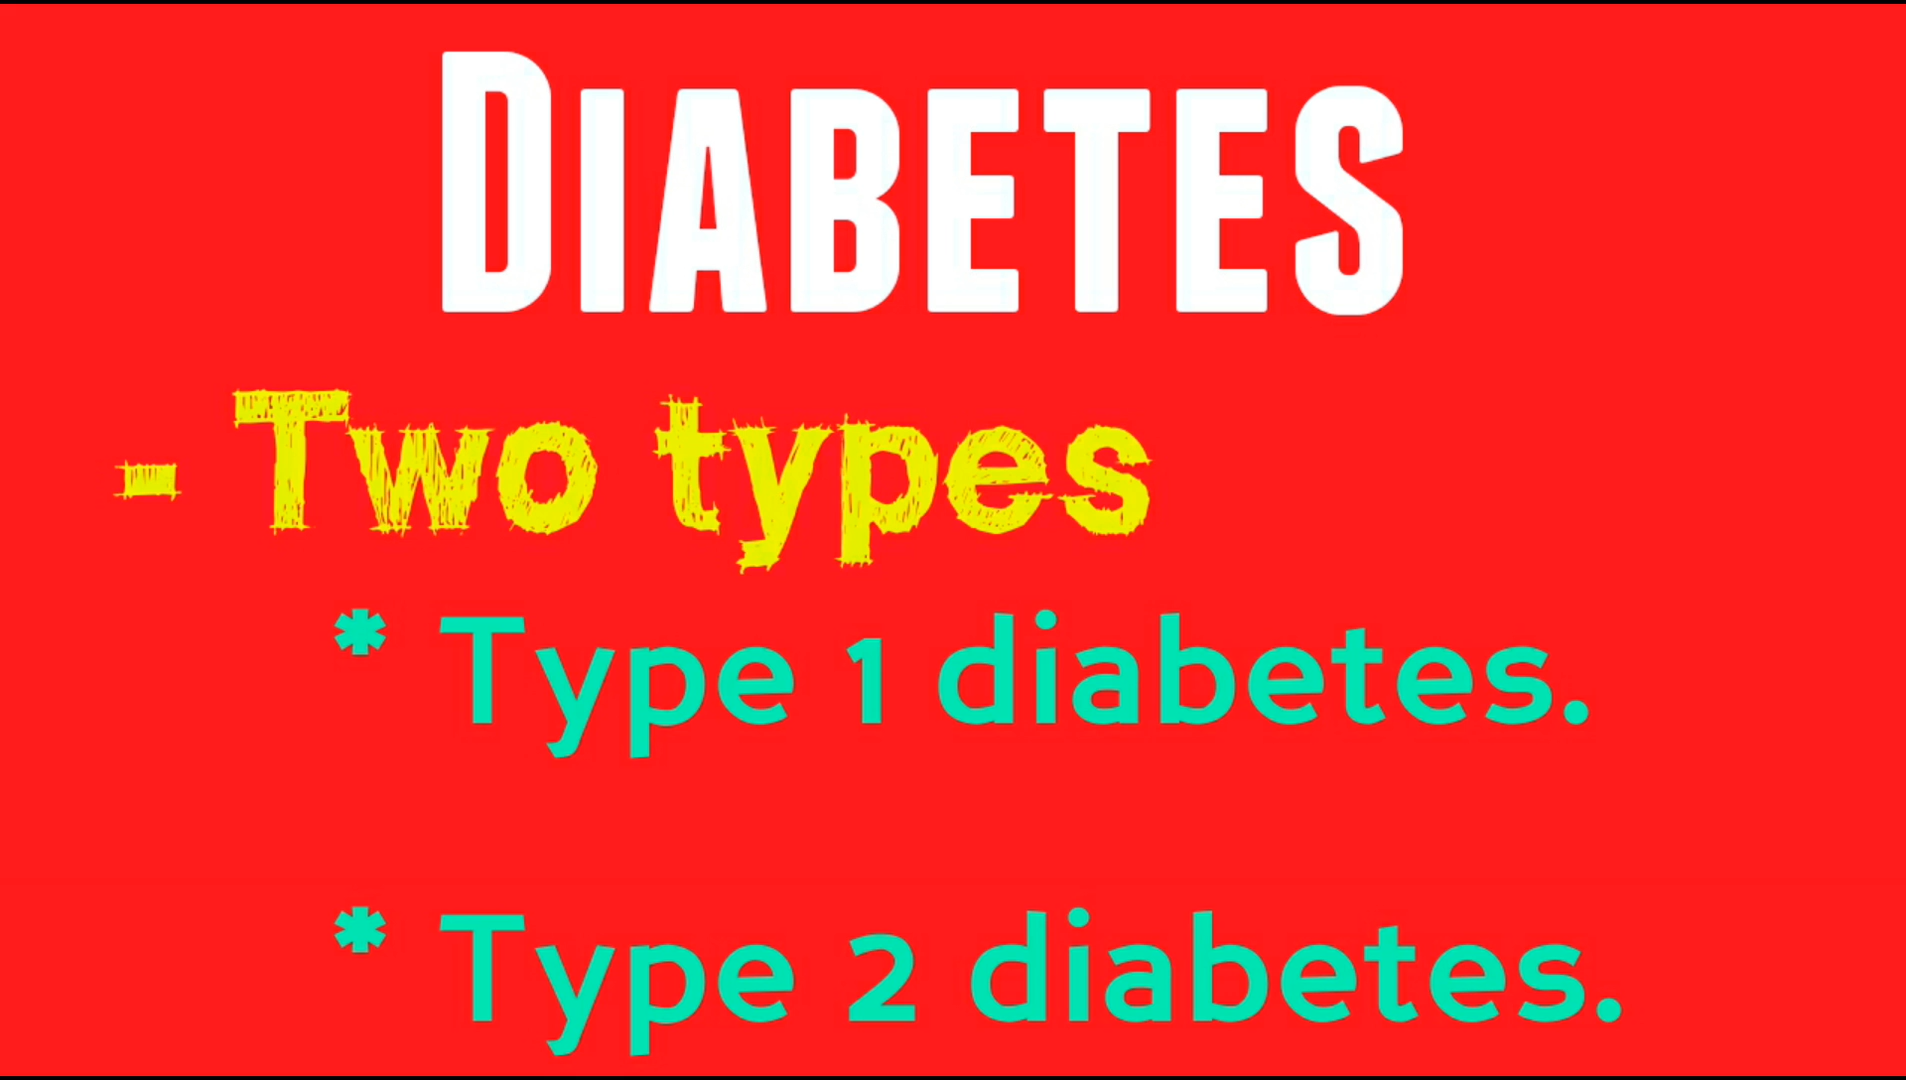 DIABETES
- Two types
* Type 1 diabetes.
* Type 2 diabetes.